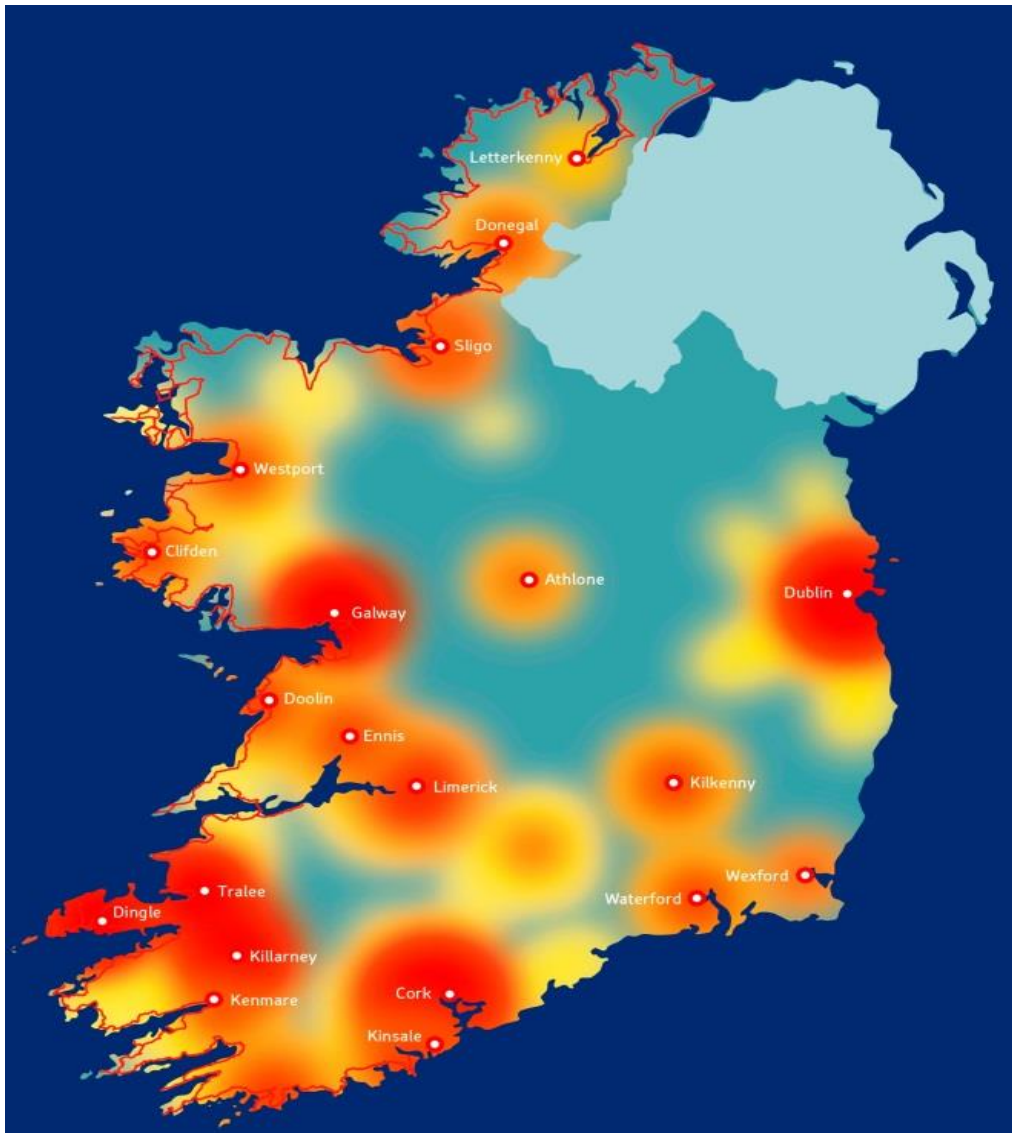 Letterkenny
Donegal
Sligo
Westport
Clifden
Athlone
Dublin
Galway
Doolin
Ennis
Limerick
Kilkenny
Wexford
Waterford
Tralee
Dingle
Killarney
Cork
Kenmare
Kinsale